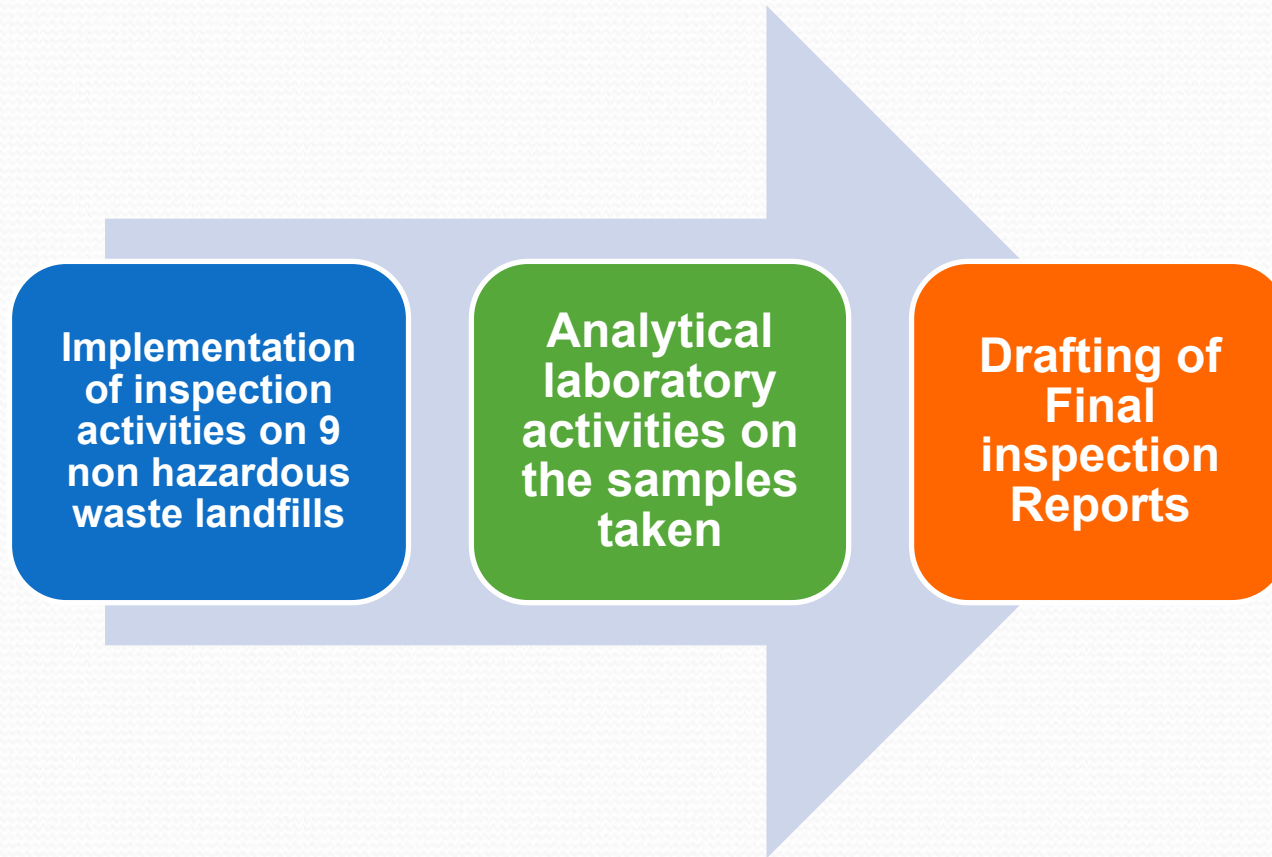 Implementation
of inspection
activities on 9
non hazardous
waste landfills
Analytical
laboratory
activities on
the samples
taken
Drafting of
Final
inspection
Reports